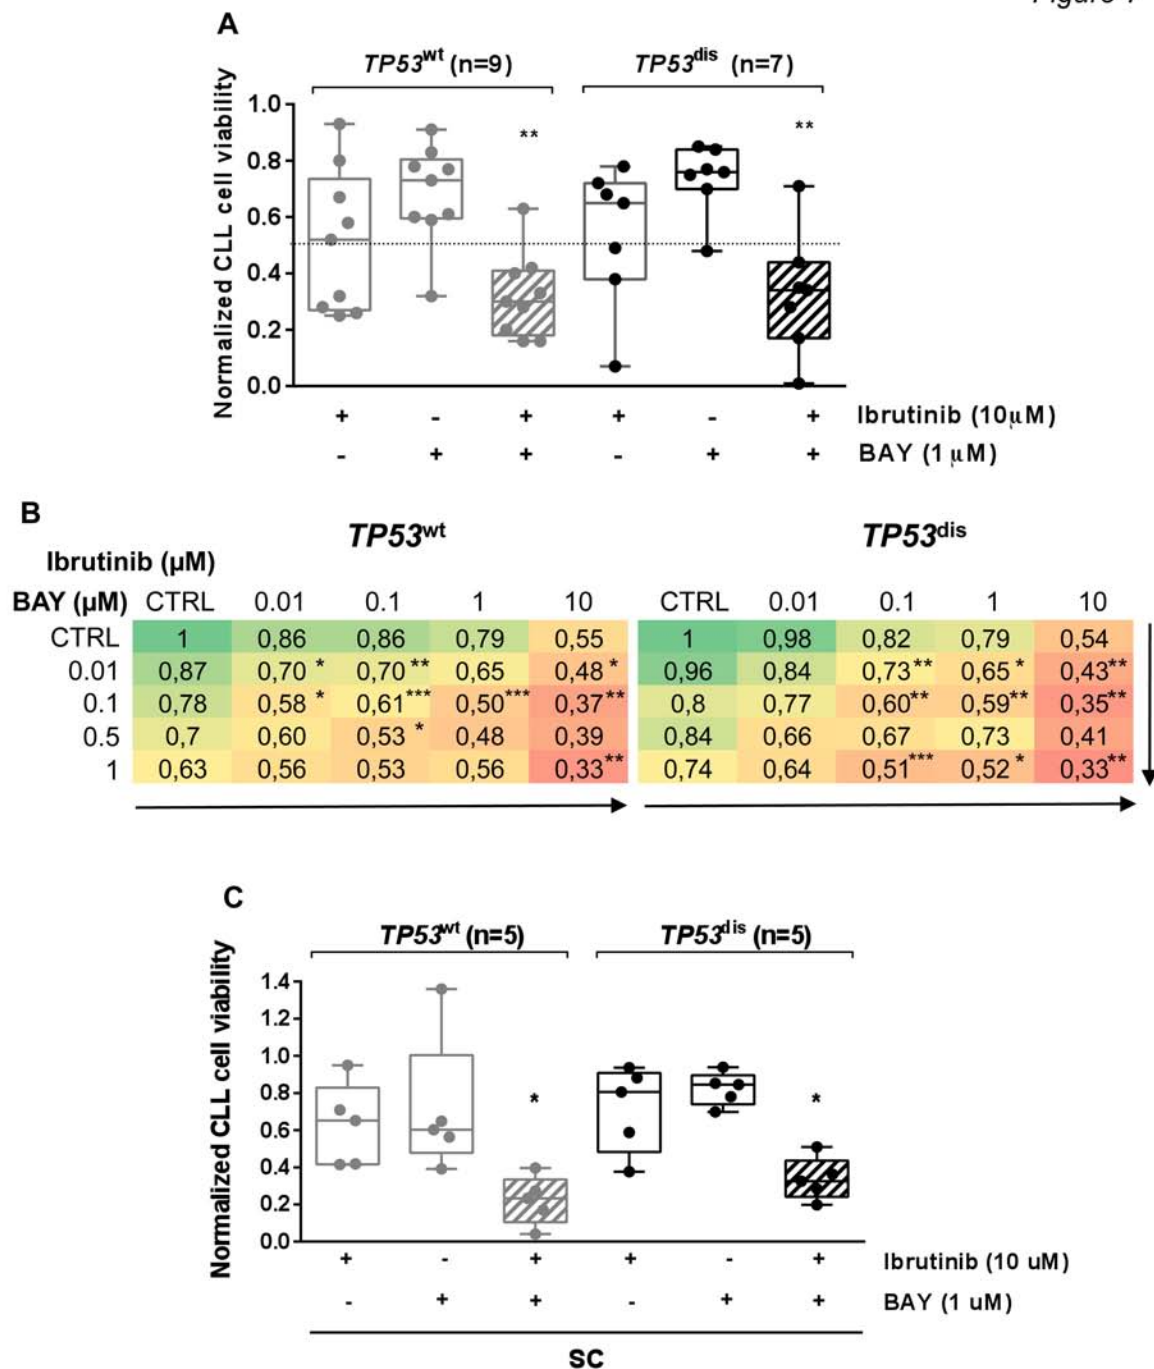 A
TP53wt (n=9) TP53dis (n=7)
Normalized CLL cell viability
1.0
0.8
0.6
0.4
0.2
0.0
** **
+ - + + - + Ibrutinib (10µM)
- + + - + + BAY (1 µM)
B
TP53wt TP53dis
Ibrutinib (µM)
BAY (µM) CTRL 0.01 0.1 1 10 CTRL 0.01 0.1 1 10
CTRL 1 0,86 0,86 0,79 0,55 1 0,98 0,82 0,79 0,54
0.01 0,87 0,70 * 0,70 ** 0,65 0,48 * 0,96 0,84 0,73** 0,65 * 0,43**
0.1 0,78 0,58 * 0,61*** 0,50*** 0,37** 0,8 0,77 0,60** 0,59** 0,35**
0.5 0,7 0,60 0,53 * 0,48 0,39 0,84 0,66 0,67 0,73 0,41
1 0,63 0,56 0,53 0,56 0,33** 0,74 0,64 0,51*** 0,52 * 0,33**
C
TP53wt (n=5) TP53dis (n=5)
Normalized CLL cell viability
1.4
1.2
1.0
0.8
0.6
0.4
0.2
0.0
* *
+ - + + - + Ibrutinib (10 uM)
- + + - + + BAY (1 uM)
SC